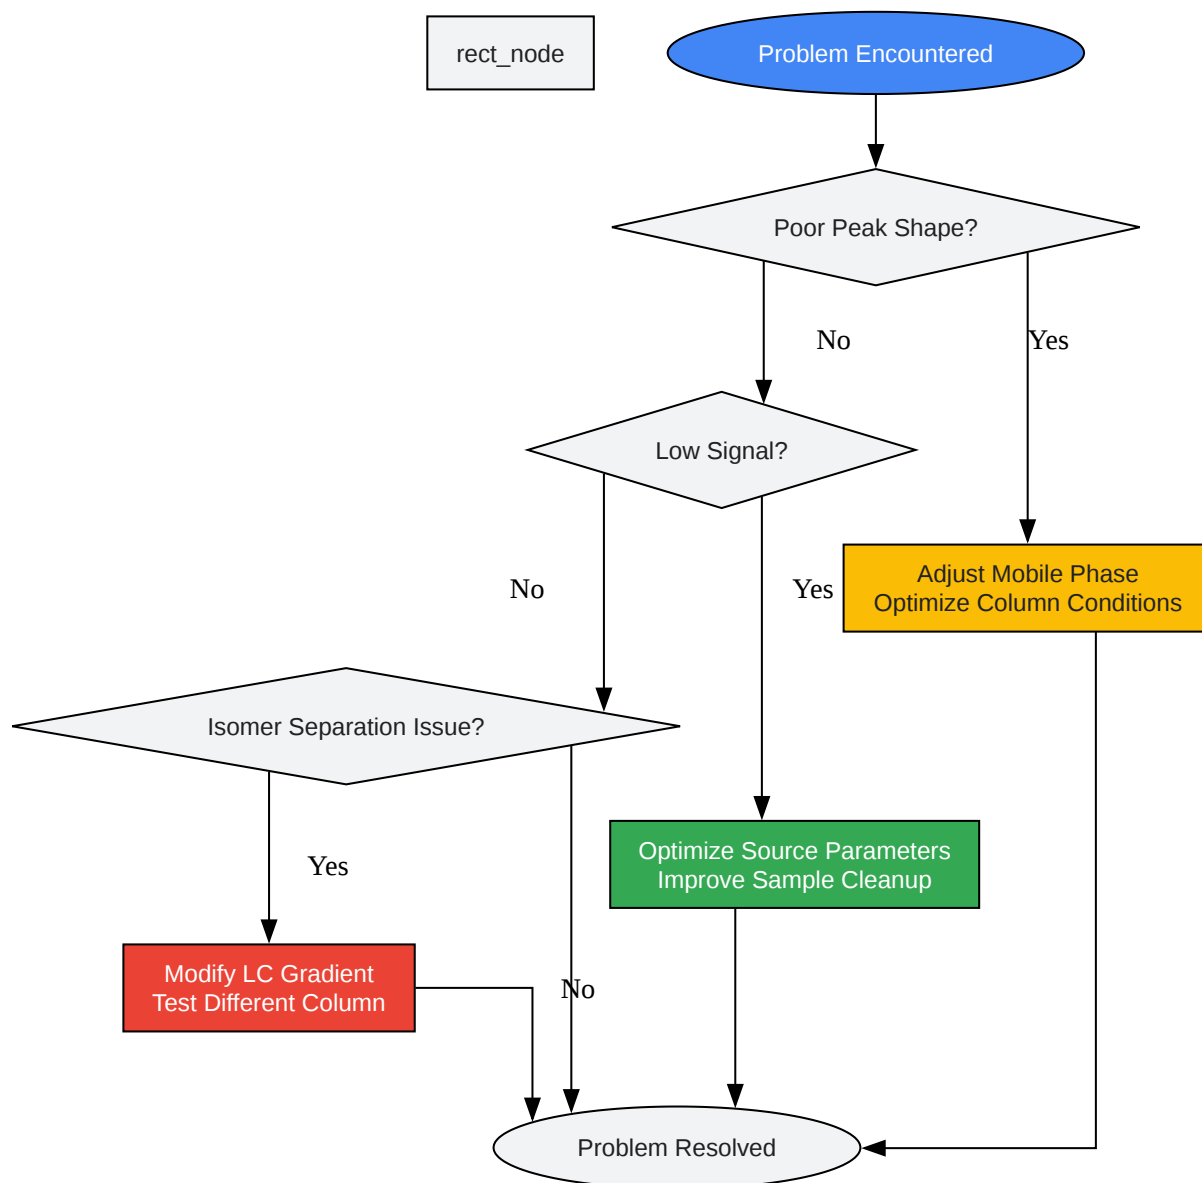 rect_node
Problem Encountered
Poor Peak Shape?
No
Yes
Low Signal?
No
Yes
Adjust Mobile Phase
Optimize Column Conditions
Isomer Separation Issue?
Yes
Optimize Source Parameters
Improve Sample Cleanup
Modify LC Gradient
Test Different Column
No
Problem Resolved